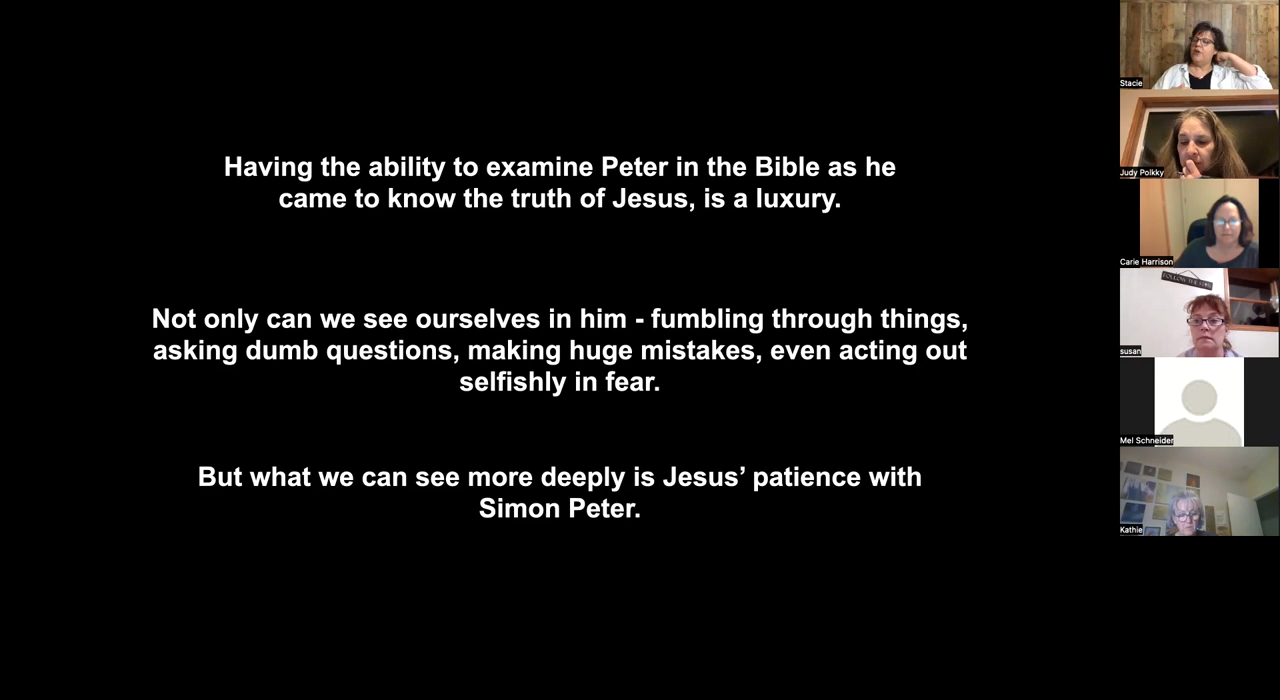 Having the ability to examine Peter in the Bible as he
came to know the truth of Jesus, is a luxury.
Not only can we see ourselves in him - fumbling through things,
asking dumb questions, making huge mistakes, even acting out
selfishly in fear.
But what we can see more deeply is Jesus’ patience with
Simon Peter.
Stacie
Judy Polkky
Carie Harrison
FOLLOW THE
susan
Mel Schneider
Kathie